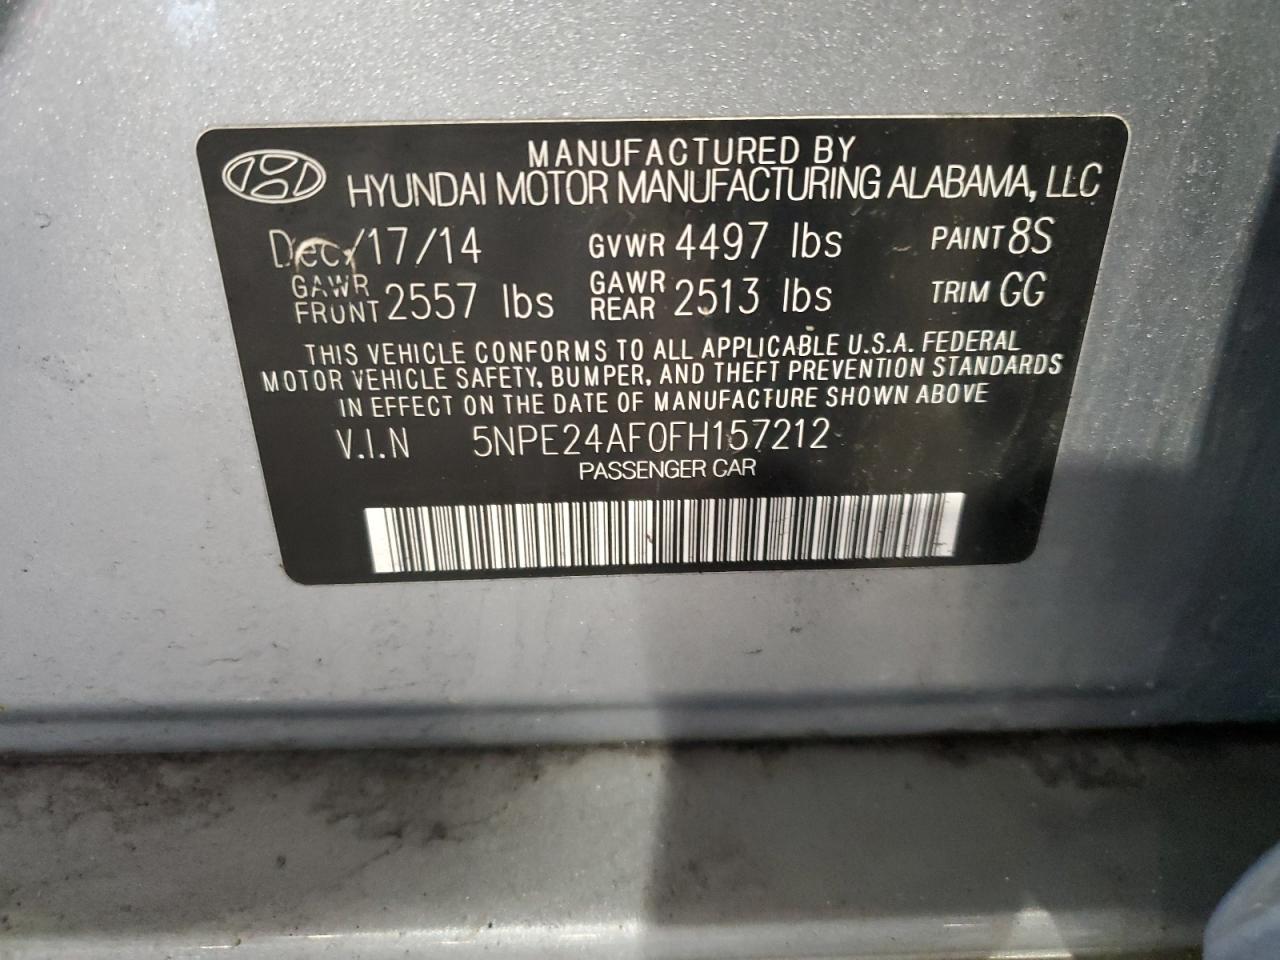 MANUFACTURED BY
HYUNDAI MOTOR MANUFACTURING ALABAMA, LLC
Dec/17/14 GVWR 4497 lbs PAINT 8S
GAWR FRONT 2557 lbs GAWR REAR 2513 lbs TRIM GG
THIS VEHICLE CONFORMS TO ALL APPLICABLE U.S.A. FEDERAL
MOTOR VEHICLE SAFETY, BUMPER, AND THEFT PREVENTION STANDARDS
IN EFFECT ON THE DATE OF MANUFACTURE SHOWN ABOVE
V.I.N 5NPE24AF0FH157212
PASSENGER CAR